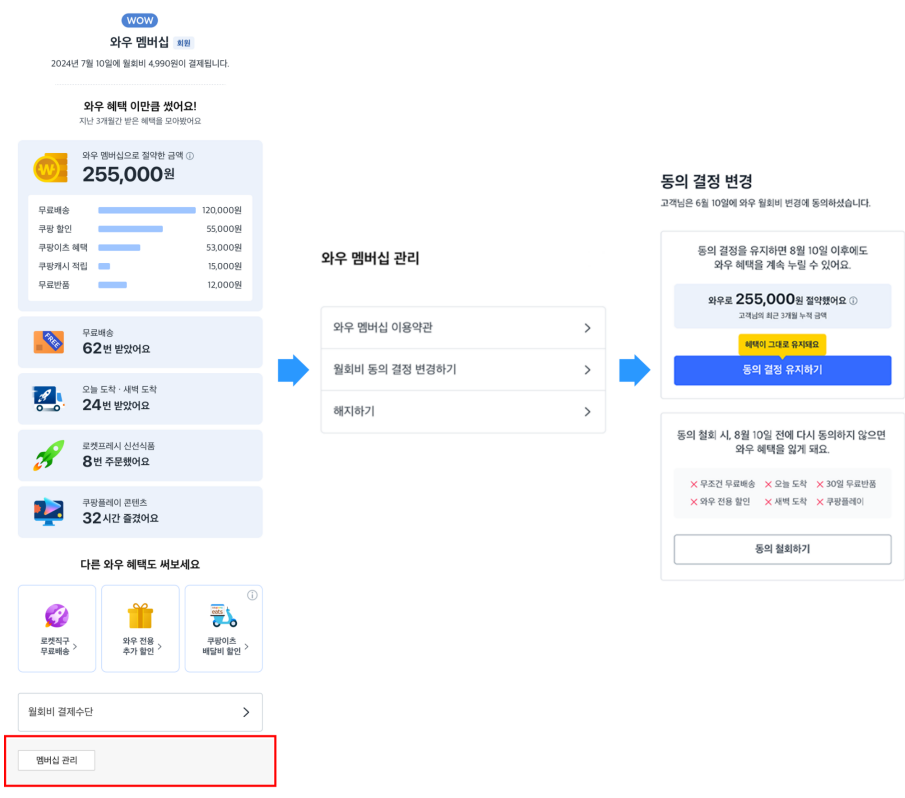 WOW
와우 멤버십 회원
2024년 7월 10일에 월회비 4,990원이 결제됩니다.
와우 혜택 이만큼 썼어요!
지난 3개월간 받은 혜택을 모아봤어요
와우 멤버십으로 절약한 금액
255,000원
무료배송 120,000원
쿠팡 할인 55,000원
쿠팡이츠 혜택 53,000원
쿠팡캐시 적립 15,000원
무료반품 12,000원
FREE
무료배송
62번 받았어요
오늘 도착 · 새벽 도착
24번 받았어요
로켓프레시 신선식품
8번 주문했어요
쿠팡플레이 콘텐츠
32시간 즐겼어요
다른 와우 혜택도 써보세요
로켓직구
무료배송 >
와우 전용
추가 할인 >
eats
쿠팡이츠
배달비 할인 >
월회비 결제수단 >
멤버십 관리
와우 멤버십 관리
와우 멤버십 이용약관 >
월회비 동의 결정 변경하기 >
해지하기 >
동의 결정 변경
고객님은 6월 10일에 와우 월회비 변경에 동의하셨습니다.
동의 결정을 유지하면 8월 10일 이후에도
와우 혜택을 계속 누릴 수 있어요.
와우로 255,000원 절약했어요
고객님의 최근 3개월 누적 금액
혜택이 그대로 유지돼요
동의 결정 유지하기
동의 철회 시, 8월 10일 전에 다시 동의하지 않으면
와우 혜택을 잃게 돼요.
× 무조건 무료배송 × 오늘 도착 × 30일 무료반품
× 와우 전용 할인 × 새벽 도착 × 쿠팡플레이
동의 철회하기